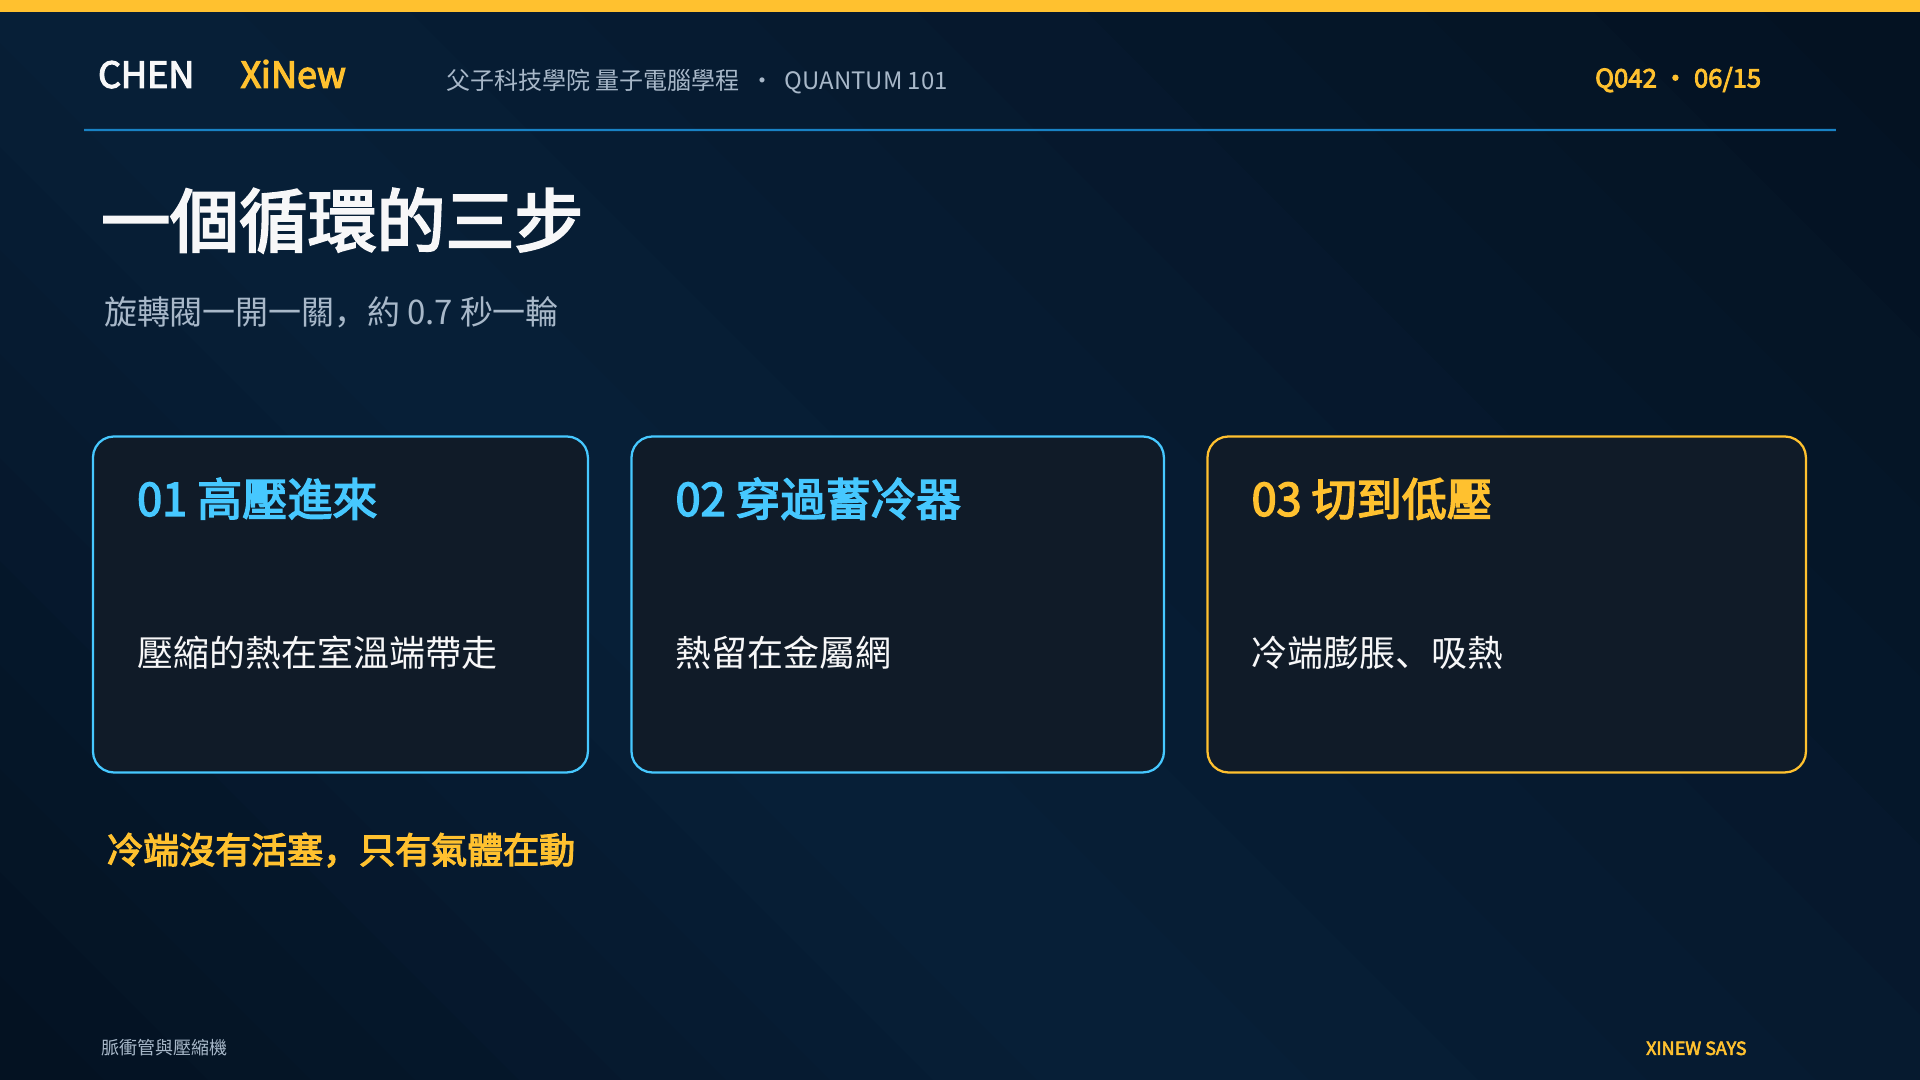 CHEN XiNew 父子科技學院 量子電腦學程 • QUANTUM 101 Q042 • 06/15
一個循環的三步
旋轉閥一開一關，約 0.7 秒一輪
01 高壓進來
壓縮的熱在室溫端帶走
02 穿過蓄冷器
熱留在金屬網
03 切到低壓
冷端膨脹、吸熱
冷端沒有活塞，只有氣體在動
脈衝管與壓縮機
XINEW SAYS